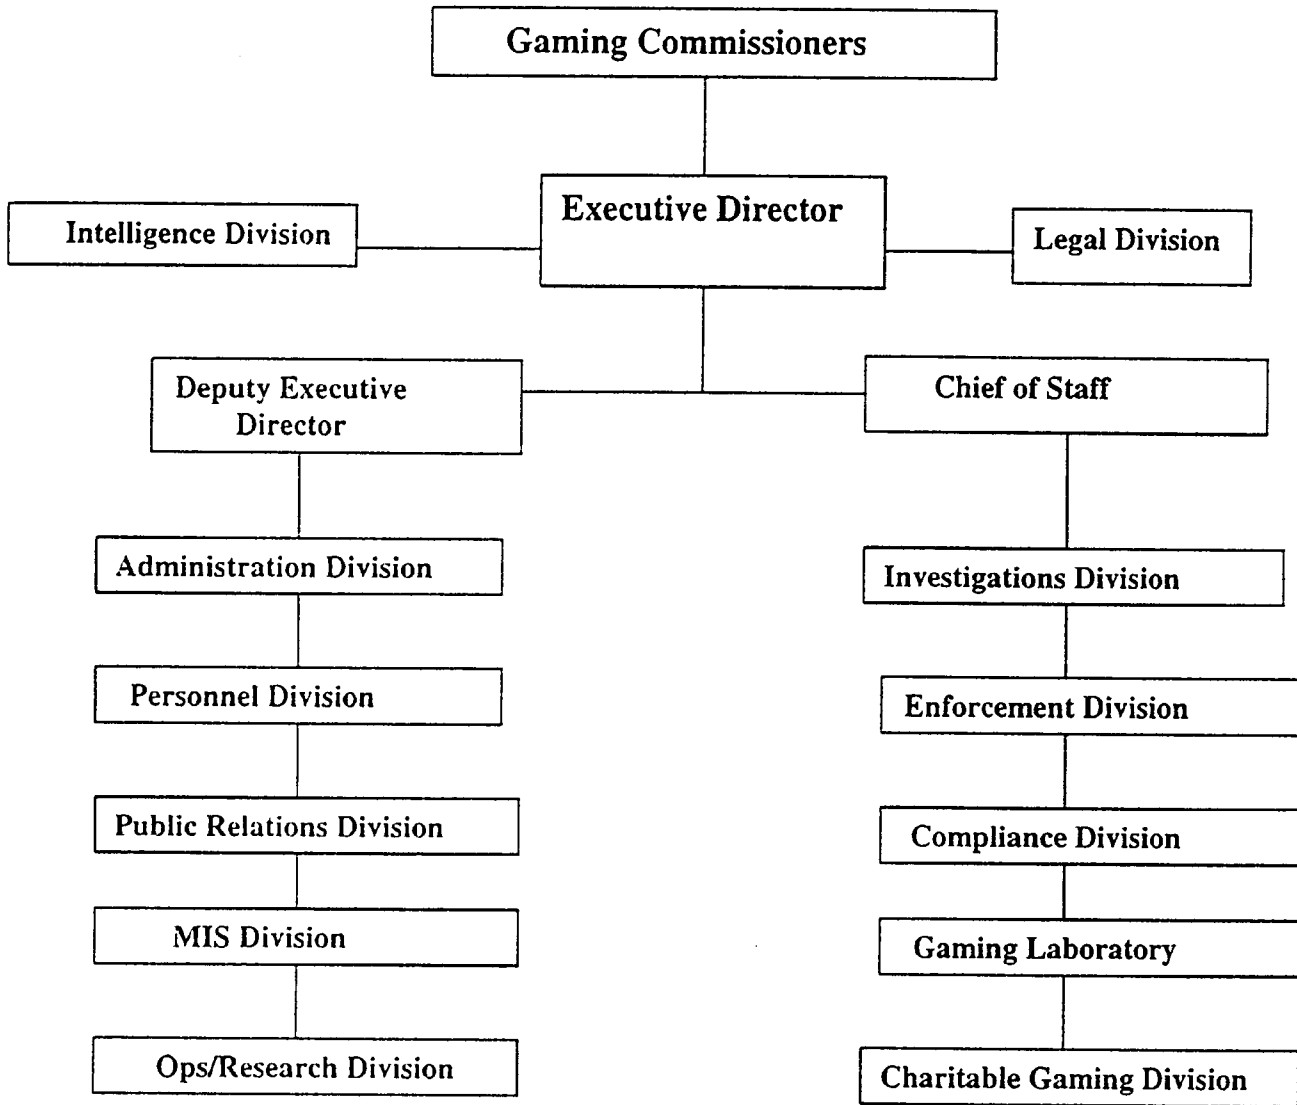 Gaming Commissioners
Executive Director
Intelligence Division
Legal Division
Deputy Executive
Director
Chief of Staff
Administration Division
Investigations Division
Personnel Division
Enforcement Division
Public Relations Division
Compliance Division
MIS Division
Gaming Laboratory
Ops/Research Division
Charitable Gaming Division